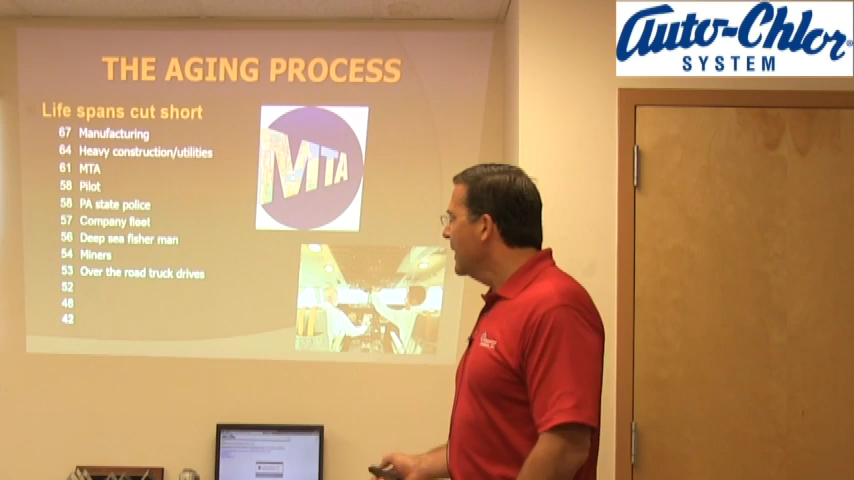 Auto-Chlor®
SYSTEM
THE AGING PROCESS
Life spans cut short
67 Manufacturing
64 Heavy construction/utilities
61 MTA
58 Pilot
58 PA state police
57 Company fleet
56 Deep sea fisher man
54 Miners
53 Over the road truck drives
52
48
42
MTA